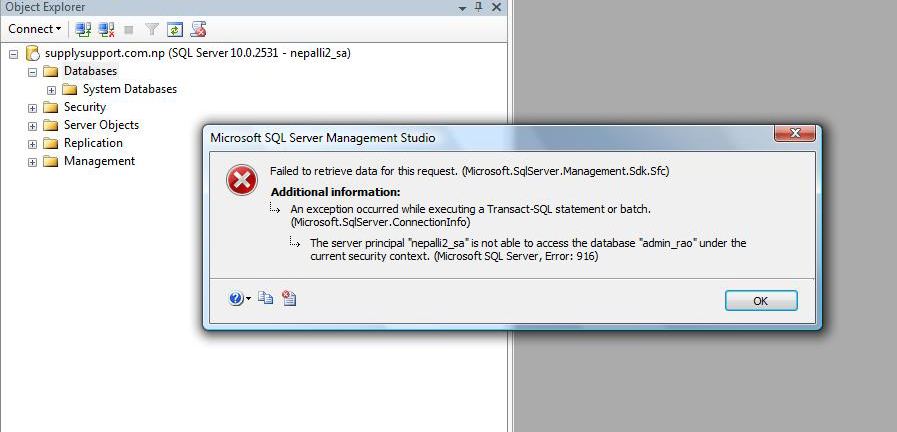 Object Explorer
Connect
supplysupport.com.np (SQL Server 10.0.2531 - nepalli2_sa)
Databases
System Databases
Security
Server Objects
Replication
Management
Microsoft SQL Server Management Studio
Failed to retrieve data for this request. (Microsoft.SqlServer.Management.Sdk.Sfc)
Additional information:
An exception occurred while executing a Transact-SQL statement or batch.
(Microsoft.SqlServer.ConnectionInfo)
The server principal "nepalli2_sa" is not able to access the database "admin_rao" under the
current security context. (Microsoft SQL Server, Error: 916)
OK